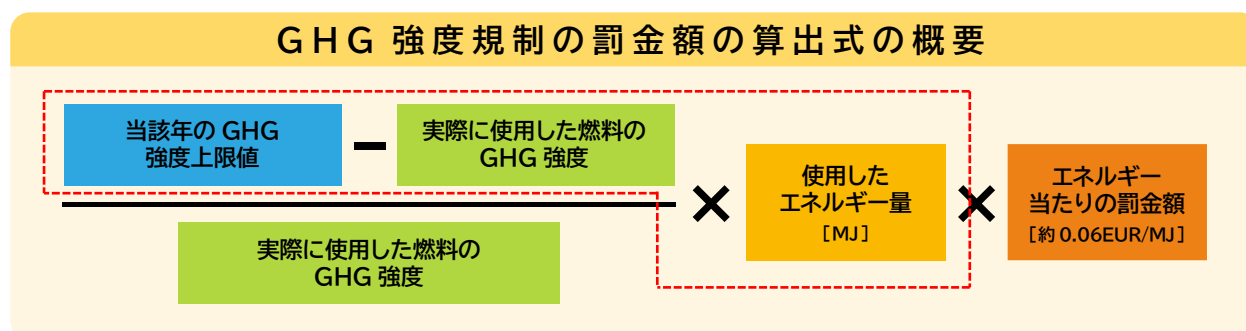 GHG 強度規制の罰金額の算出式の概要
当該年の GHG
強度上限値
実際に使用した燃料の
GHG 強度
実際に使用した燃料の
GHG 強度
使用した
エネルギー量
[MJ]
エネルギー
当たりの罰金額
[約 0.06EUR/MJ]